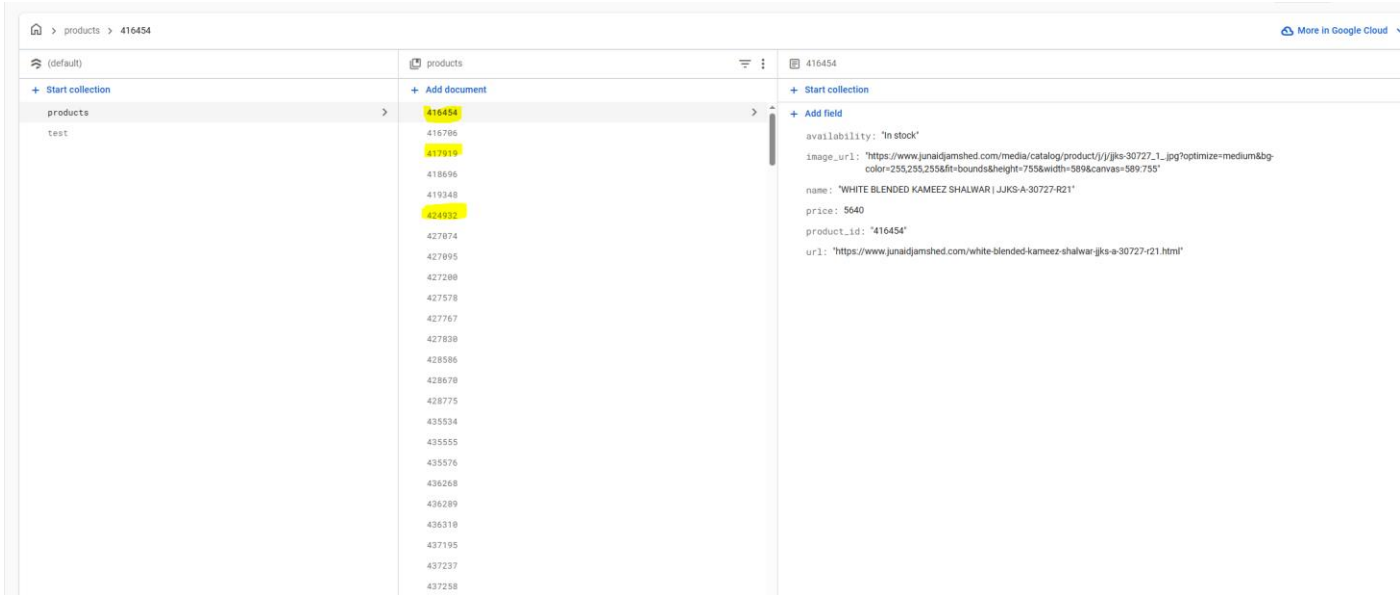 products > 416454
More in Google Cloud
(default)
products
416454
+ Start collection
+ Add document
+ Start collection
products
test
416454
416706
417919
418696
419348
424932
427074
427095
427200
427578
427767
427830
428586
428670
428775
435534
435555
435576
436268
436289
436310
437195
437237
437258
+ Add field
availability: "In stock"
image_url: "https://www.junaidjamshed.com/media/catalog/product/j/j/jjks-30727_1_.jpg?optimize=medium&bg-
color=255,255,255&fit=bounds&height=755&width=589&canvas=589:755"
name: "WHITE BLENDED KAMEEZ SHALWAR | JJKS-A-30727-R21"
price: 5640
product_id: "416454"
url: "https://www.junaidjamshed.com/white-blended-kameez-shalwar-jjks-a-30727-r21.html"